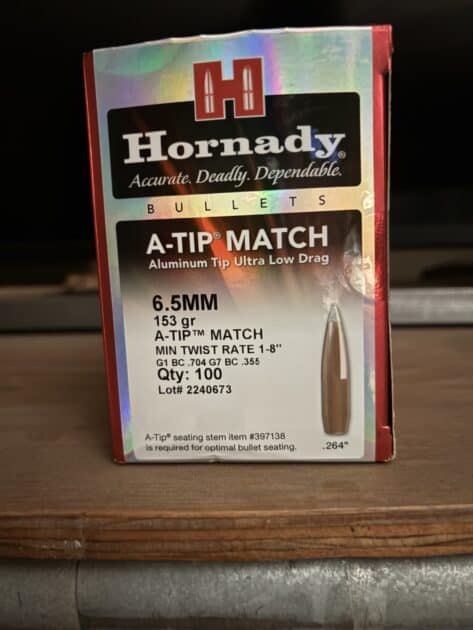 H
Hornady®
Accurate. Deadly. Dependable.
BULLETS
A-TIP® MATCH
Aluminum Tip Ultra Low Drag
6.5MM
153 gr
A-TIP™ MATCH
MIN TWIST RATE 1-8"
G1 BC .704 G7 BC .355
Qty: 100
Lot# 2240673
A-Tip® seating stem item #397138
is required for optimal bullet seating.
.264"